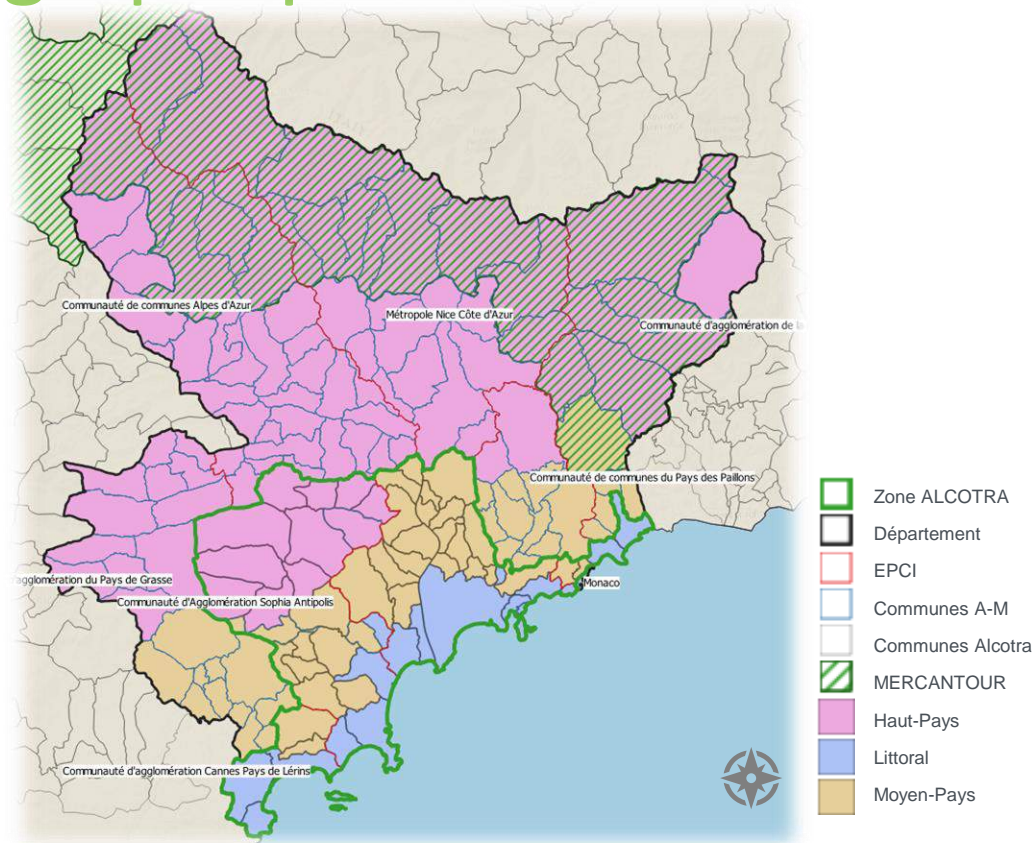 Communauté de communes Alpes d'Azur
Métropole Nice Côte d'Azur
Communauté d'agglomération de la
Communauté de communes du Pays des Paillons
d'agglomération du Pays de Grasse
Communauté d'Agglomération Sophia Antipolis
Monaco
Communauté d'agglomération Cannes Pays de Lérins
Zone ALCOTRA
Département
EPCI
Communes A-M
Communes Alcotra
MERCANTOUR
Haut-Pays
Littoral
Moyen-Pays